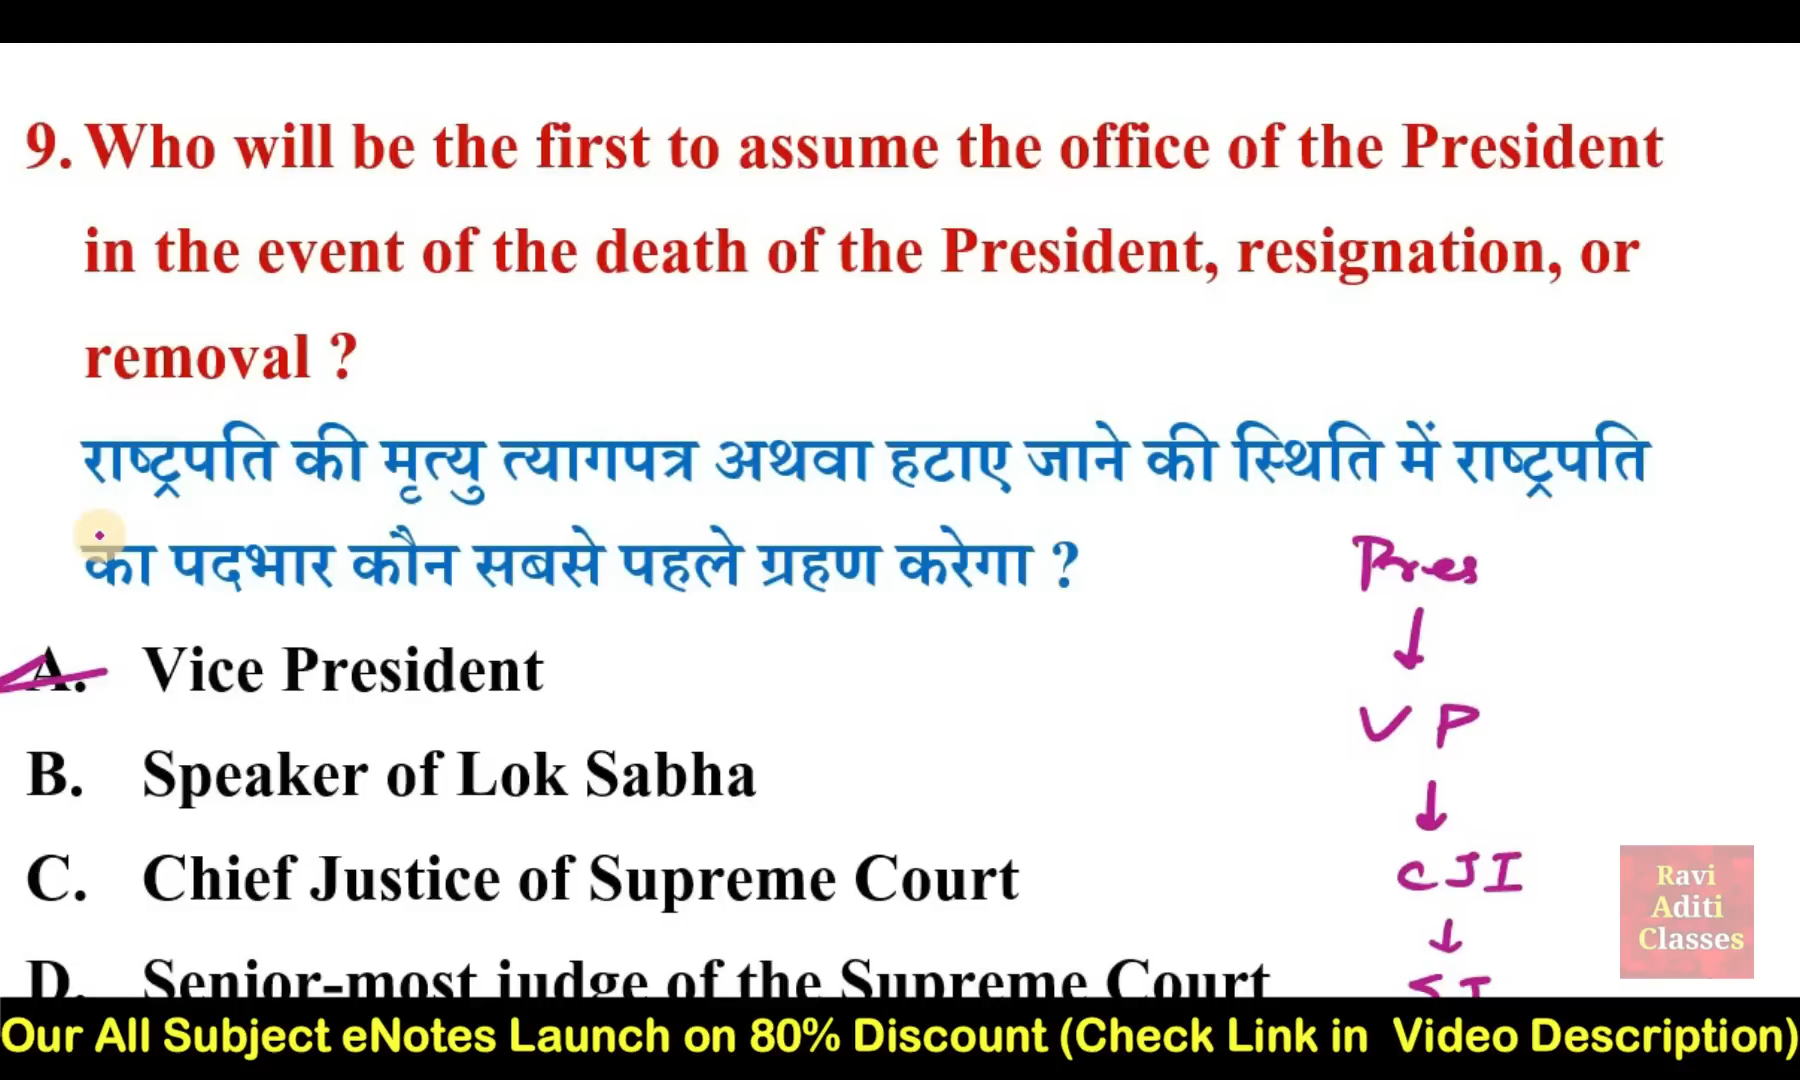 9. Who will be the first to assume the office of the President
in the event of the death of the President, resignation, or
removal ?
राष्ट्रपति की मृत्यु त्यागपत्र अथवा हटाए जाने की स्थिति में राष्ट्रपति
का पदभार कौन सबसे पहले ग्रहण करेगा ?
Pres
↓
A. Vice President
VP
↓
B. Speaker of Lok Sabha
C. Chief Justice of Supreme Court
CJI
↓
Ravi
Aditi
Classes
D. Senior-most judge of the Supreme Court
SJ
Our All Subject eNotes Launch on 80% Discount (Check Link in Video Description)